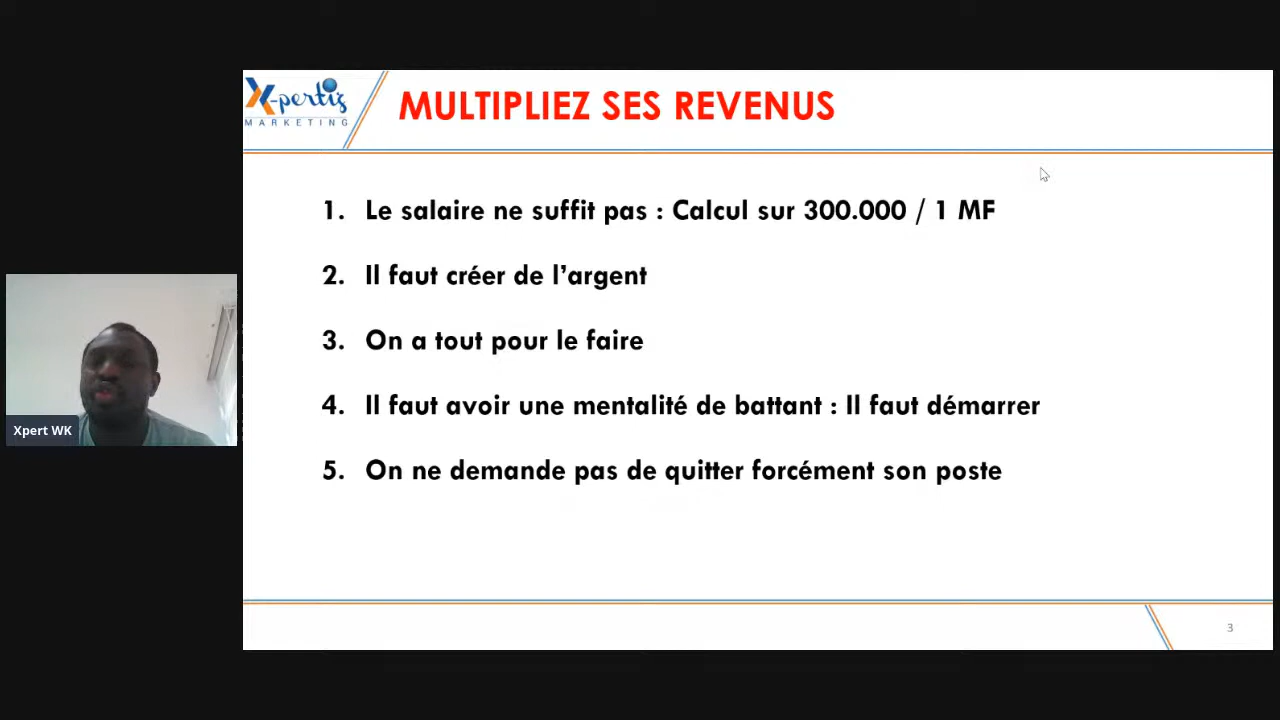 X-pertis
MARKETING
MULTIPLIEZ SES REVENUS
1. Le salaire ne suffit pas : Calcul sur 300.000 / 1 MF
2. Il faut créer de l’argent
3. On a tout pour le faire
4. Il faut avoir une mentalité de battant : Il faut démarrer
5. On ne demande pas de quitter forcément son poste
Xpert WK
3